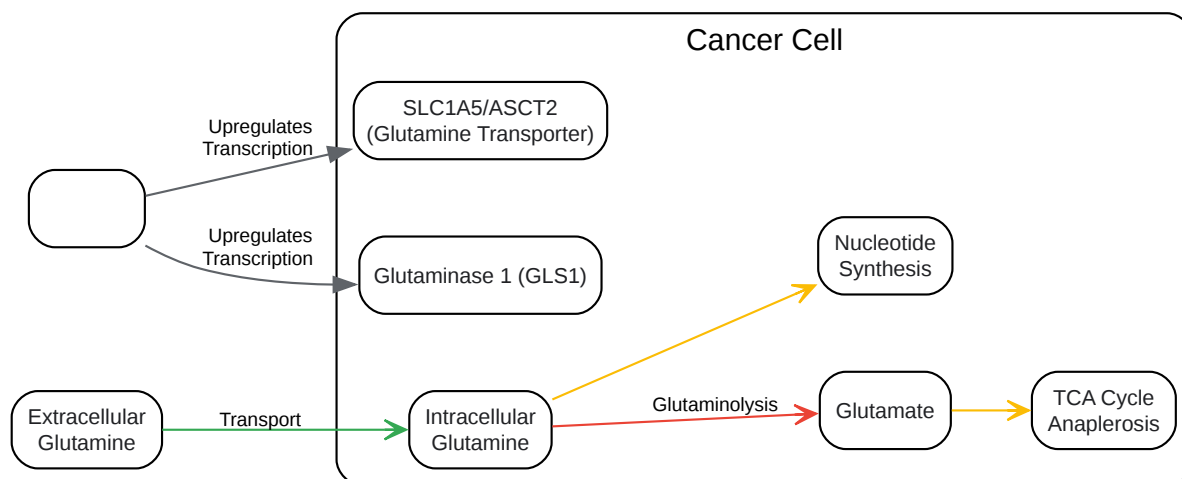 Cancer Cell
SLC1A5/ASCT2
(Glutamine Transporter)
Upregulates
Transcription
Upregulates
Transcription
Glutaminase 1 (GLS1)
Nucleotide
Synthesis
Extracellular
Glutamine
Transport
Intracellular
Glutamine
Glutaminolysis
Glutamate
TCA Cycle
Anaplerosis